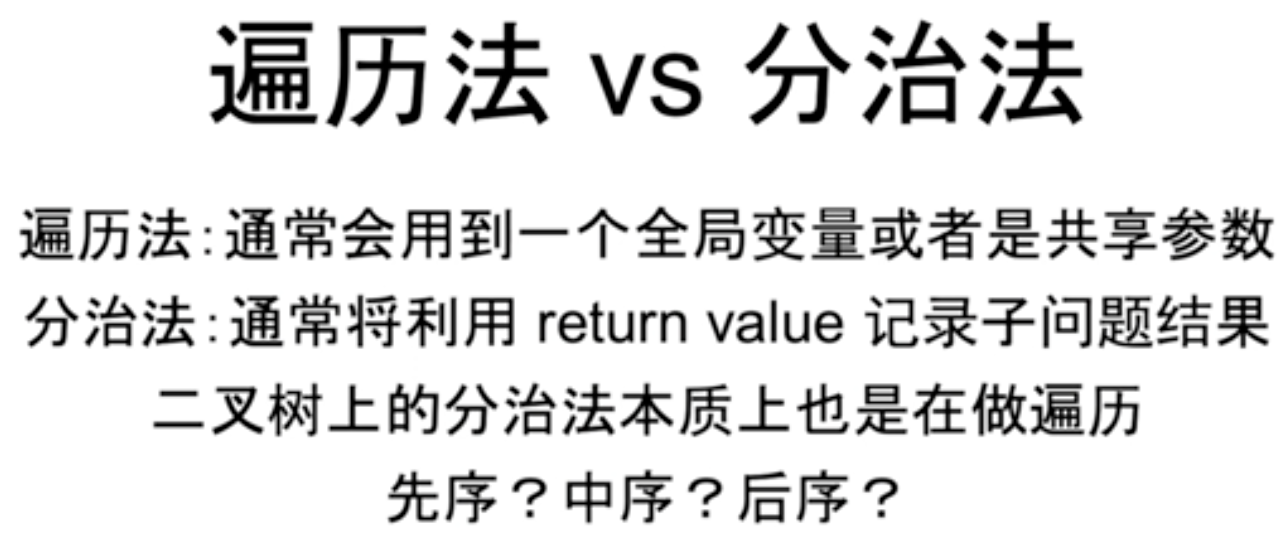 遍历法 vs 分治法
遍历法:通常会用到一个全局变量或者是共享参数
分治法:通常将利用 return value 记录子问题结果
二叉树上的分治法本质上也是在做遍历
先序？中序？后序？